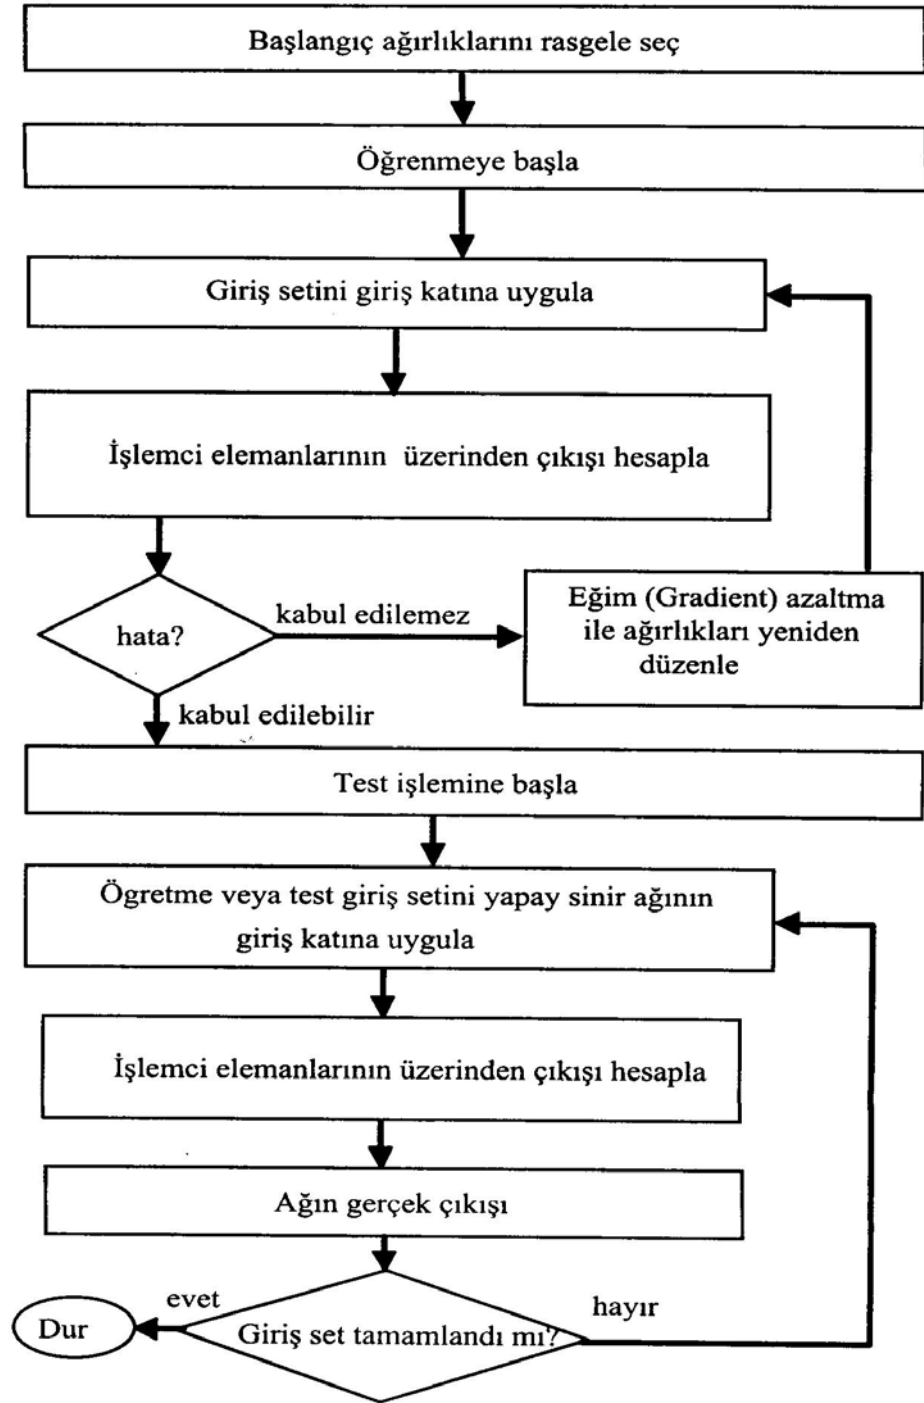 Başlangıç ağırlıklarını rasgele seç
Öğrenmeye başla
Giriş setini giriş katına uygula
İşlemci elemanlarının üzerinden çıkışı hesapla
hata?
kabul edilemez
Eğim (Gradient) azaltma
ile ağırlıkları yeniden
düzenle
kabul edilebilir
Test işlemine başla
Ögretme veya test giriş setini yapay sinir ağının
giriş katına uygula
İşlemci elemanlarının üzerinden çıkışı hesapla
Ağın gerçek çıkışı
evet
hayır
Dur
Giriş set tamamlandı mı?